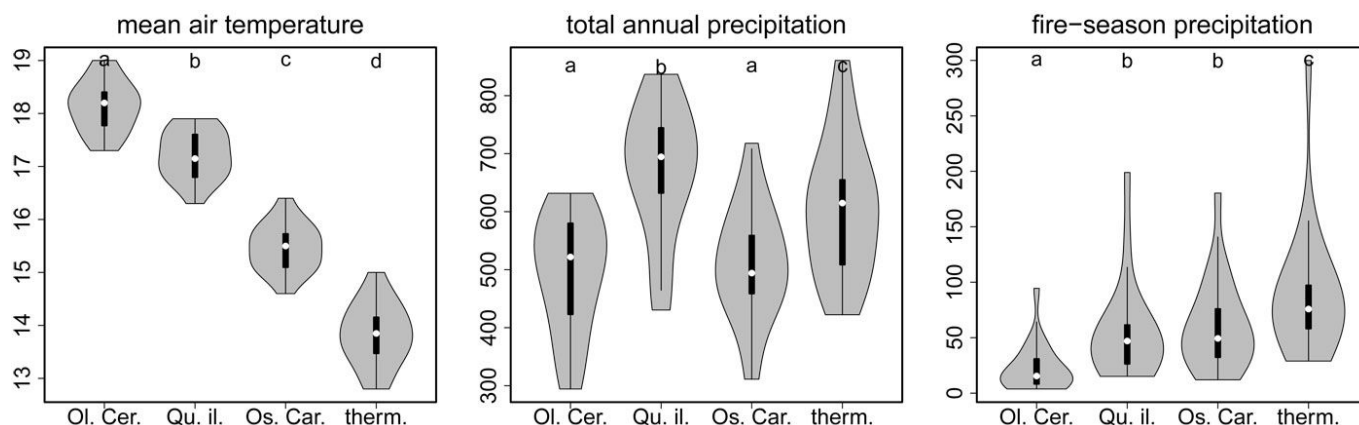 mean air temperature
19
18
17
16
15
14
13
a
b
c
d
Ol. Cer.
Qu. il.
Os. Car.
therm.
total annual precipitation
800
700
600
500
400
300
a
b
a
c
Ol. Cer.
Qu. il.
Os. Car.
therm.
fire−season precipitation
300
250
200
150
100
50
0
a
b
b
c
Ol. Cer.
Qu. il.
Os. Car.
therm.